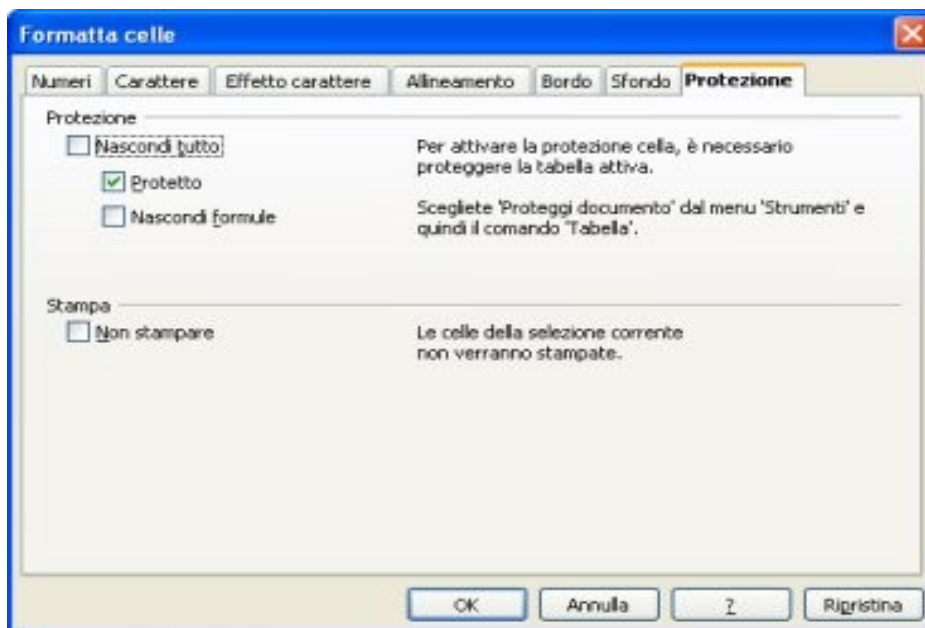 Formatta celle
Numeri Carattere Effetto carattere Allineamento Bordo Sfondo Protezione
Protezione
Nascondi tutto
Protetto
Nascondi formule
Per attivare la protezione cella, è necessario
proteggere la tabella attiva.
Scegliete 'Proteggi documento' dal menu 'Strumenti' e
quindi il comando 'Tabella'.
Stampa
Non stampare
Le celle della selezione corrente
non verranno stampate.
OK Annulla ? Ripristina